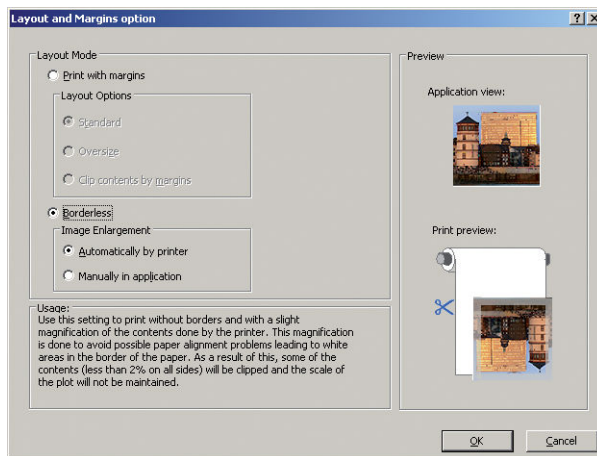 Layout and Margins option
Layout Mode
Print with margins
Layout Options
Standard
Oversize
Clip contents by margins
Borderless
Image Enlargement
Automatically by printer
Manually in application
Usage:
Use this setting to print without borders and with a slight
magnification of the contents done by the printer. This magnification
is done to avoid possible paper alignment problems leading to white
areas in the border of the paper. As a result of this, some of the
contents (less than 2% on all sides) will be clipped and the scale of
the plot will not be maintained.
Preview
Application view:
Print preview:
OK
Cancel